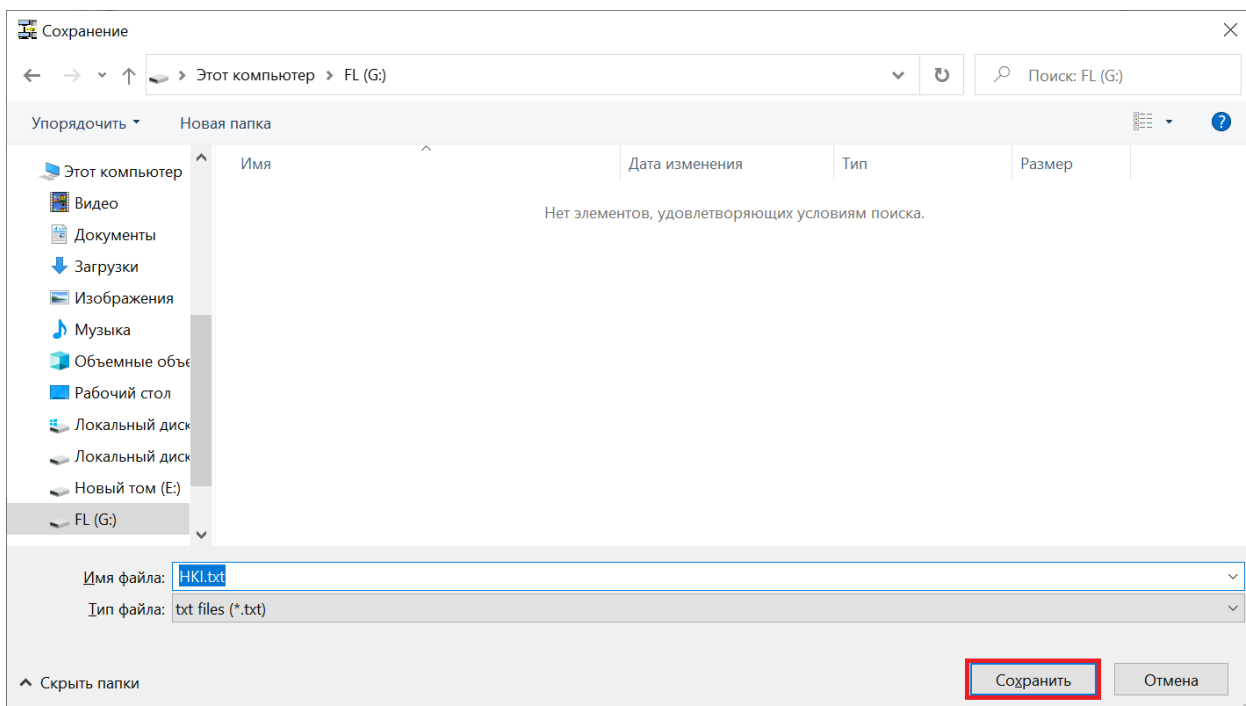 Сохранение
Этот компьютер > FL (G:)
Поиск: FL (G:)
Упорядочить
Новая папка
Имя
Дата изменения
Тип
Размер
Нет элементов, удовлетворяющих условиям поиска.
Этот компьютер
Видео
Документы
Загрузки
Изображения
Музыка
Объемные объе
Рабочий стол
Локальный диск
Локальный диск
Новый том (E:)
FL (G:)
Имя файла: HKI.txt
Тип файла: txt files (*.txt)
Скрыть папки
Сохранить
Отмена